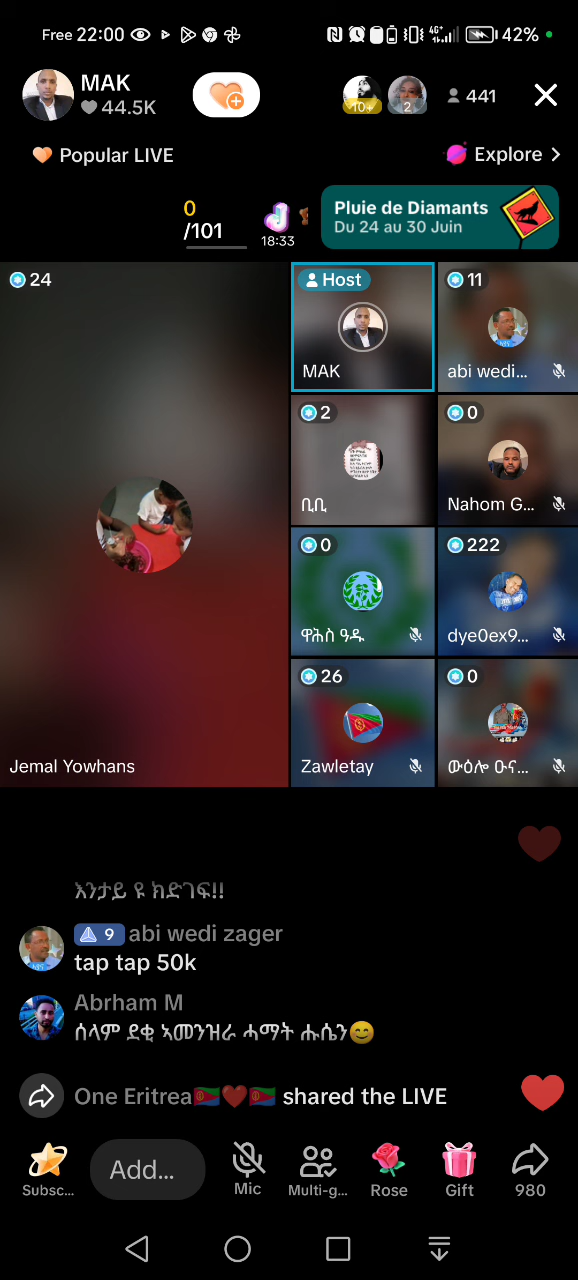 Free 22:00
4G+
42%
MAK
44.5K
10+
2
441
Popular LIVE
Explore
0
/101
18:33
Pluie de Diamants
Du 24 au 30 Juin
24
Host
MAK
11
abi wedi...
2
ቢቢ
0
Nahom G...
0
ዋሕስ ዓዱ
222
dye0ex9...
Jemal Yowhans
26
Zawletay
0
ውዕሎ ዑና...
እንታይ ዩ ክድገፍ!!
9 abi wedi zager
tap tap 50k
Abrham M
ሰላም ደቂ ኣመንዝራ ሓማት ሑሴን😊
One Eritrea🇪🇷❤️🇪🇷 shared the LIVE
Subsc...
Add...
Mic
Multi-g...
Rose
Gift
980